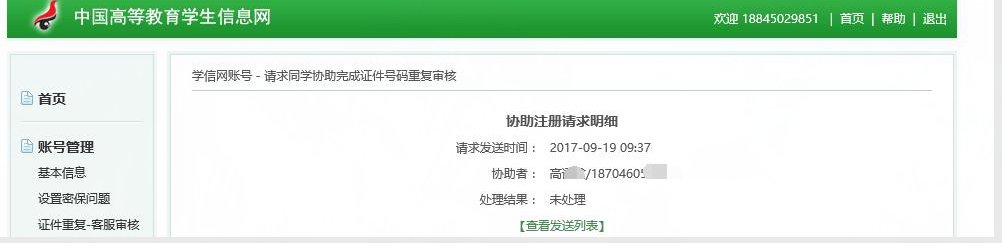 中国高等教育学生信息网
欢迎 18845029851 | 首页 | 帮助 | 退出
首页
账号管理
基本信息
设置密保问题
证件重复-客服审核
学信网账号 - 请求同学协助完成证件号码重复审核
协助注册请求明细
请求发送时间： 2017-09-19 09:37
协助者： 高/1870460
处理结果： 未处理
【查看发送列表】